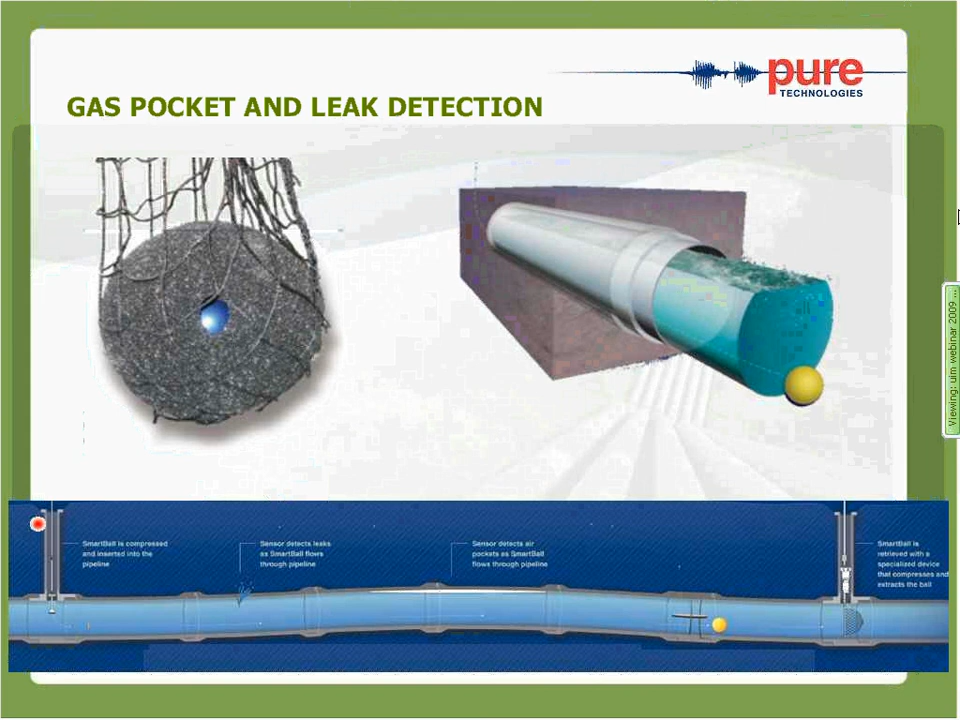 pure
TECHNOLOGIES
GAS POCKET AND LEAK DETECTION
Viewing: uim webinar 2009 ...
SmartBall is compressed
and inserted into the
pipeline
Sensor detects leaks
as SmartBall flows
through pipeline
Sensor detects air
pockets as SmartBall
flows through pipeline
SmartBall is
retrieved with a
specialized device
that compresses and
extracts the ball